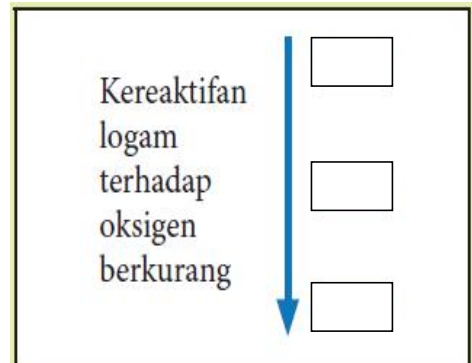 Kereaktifan
logam
terhadap
oksigen
berkurang